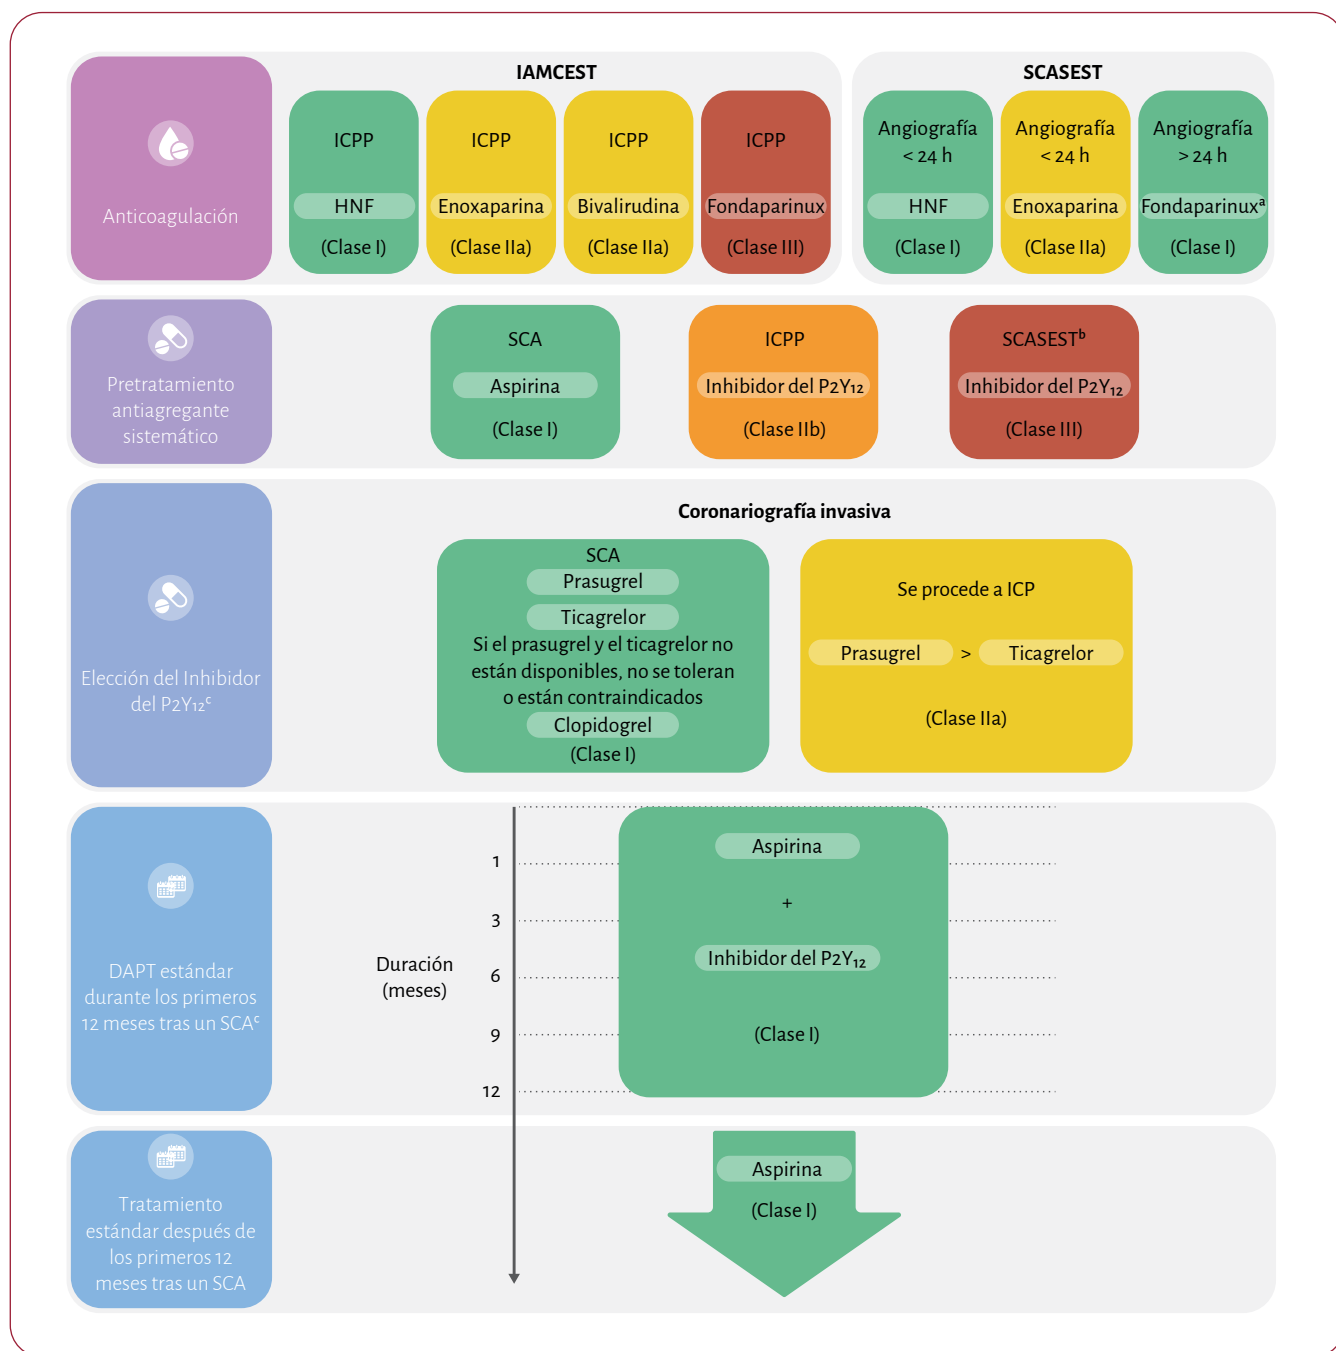 IAMCEST
SCASEST
Anticoagulación
ICPP
HNF
(Clase I)
ICPP
Enoxaparina
(Clase IIa)
ICPP
Bivalirudina
(Clase IIa)
ICPP
Fondaparinux
(Clase III)
Angiografía
< 24 h
HNF
(Clase I)
Angiografía
< 24 h
Enoxaparina
(Clase IIa)
Angiografía
> 24 h
Fondaparinuxᵃ
(Clase I)
Pretratamiento
antiagregante
sistemático
SCA
Aspirina
(Clase I)
ICPP
Inhibidor del P2Y₁₂
(Clase IIb)
SCASESTᵇ
Inhibidor del P2Y₁₂
(Clase III)
Elección del Inhibidor
del P2Y₁₂ᶜ
Coronariografía invasiva
SCA
Prasugrel
Ticagrelor
Si el prasugrel y el ticagrelor no
están disponibles, no se toleran
o están contraindicados
Clopidogrel
(Clase I)
Se procede a ICP
Prasugrel > Ticagrelor
(Clase IIa)
DAPT estándar
durante los primeros
12 meses tras un SCAᶜ
Duración
(meses)
1
3
6
9
12
Aspirina
+
Inhibidor del P2Y₁₂
(Clase I)
Tratamiento
estándar después de
los primeros 12
meses tras un SCA
Aspirina
(Clase I)